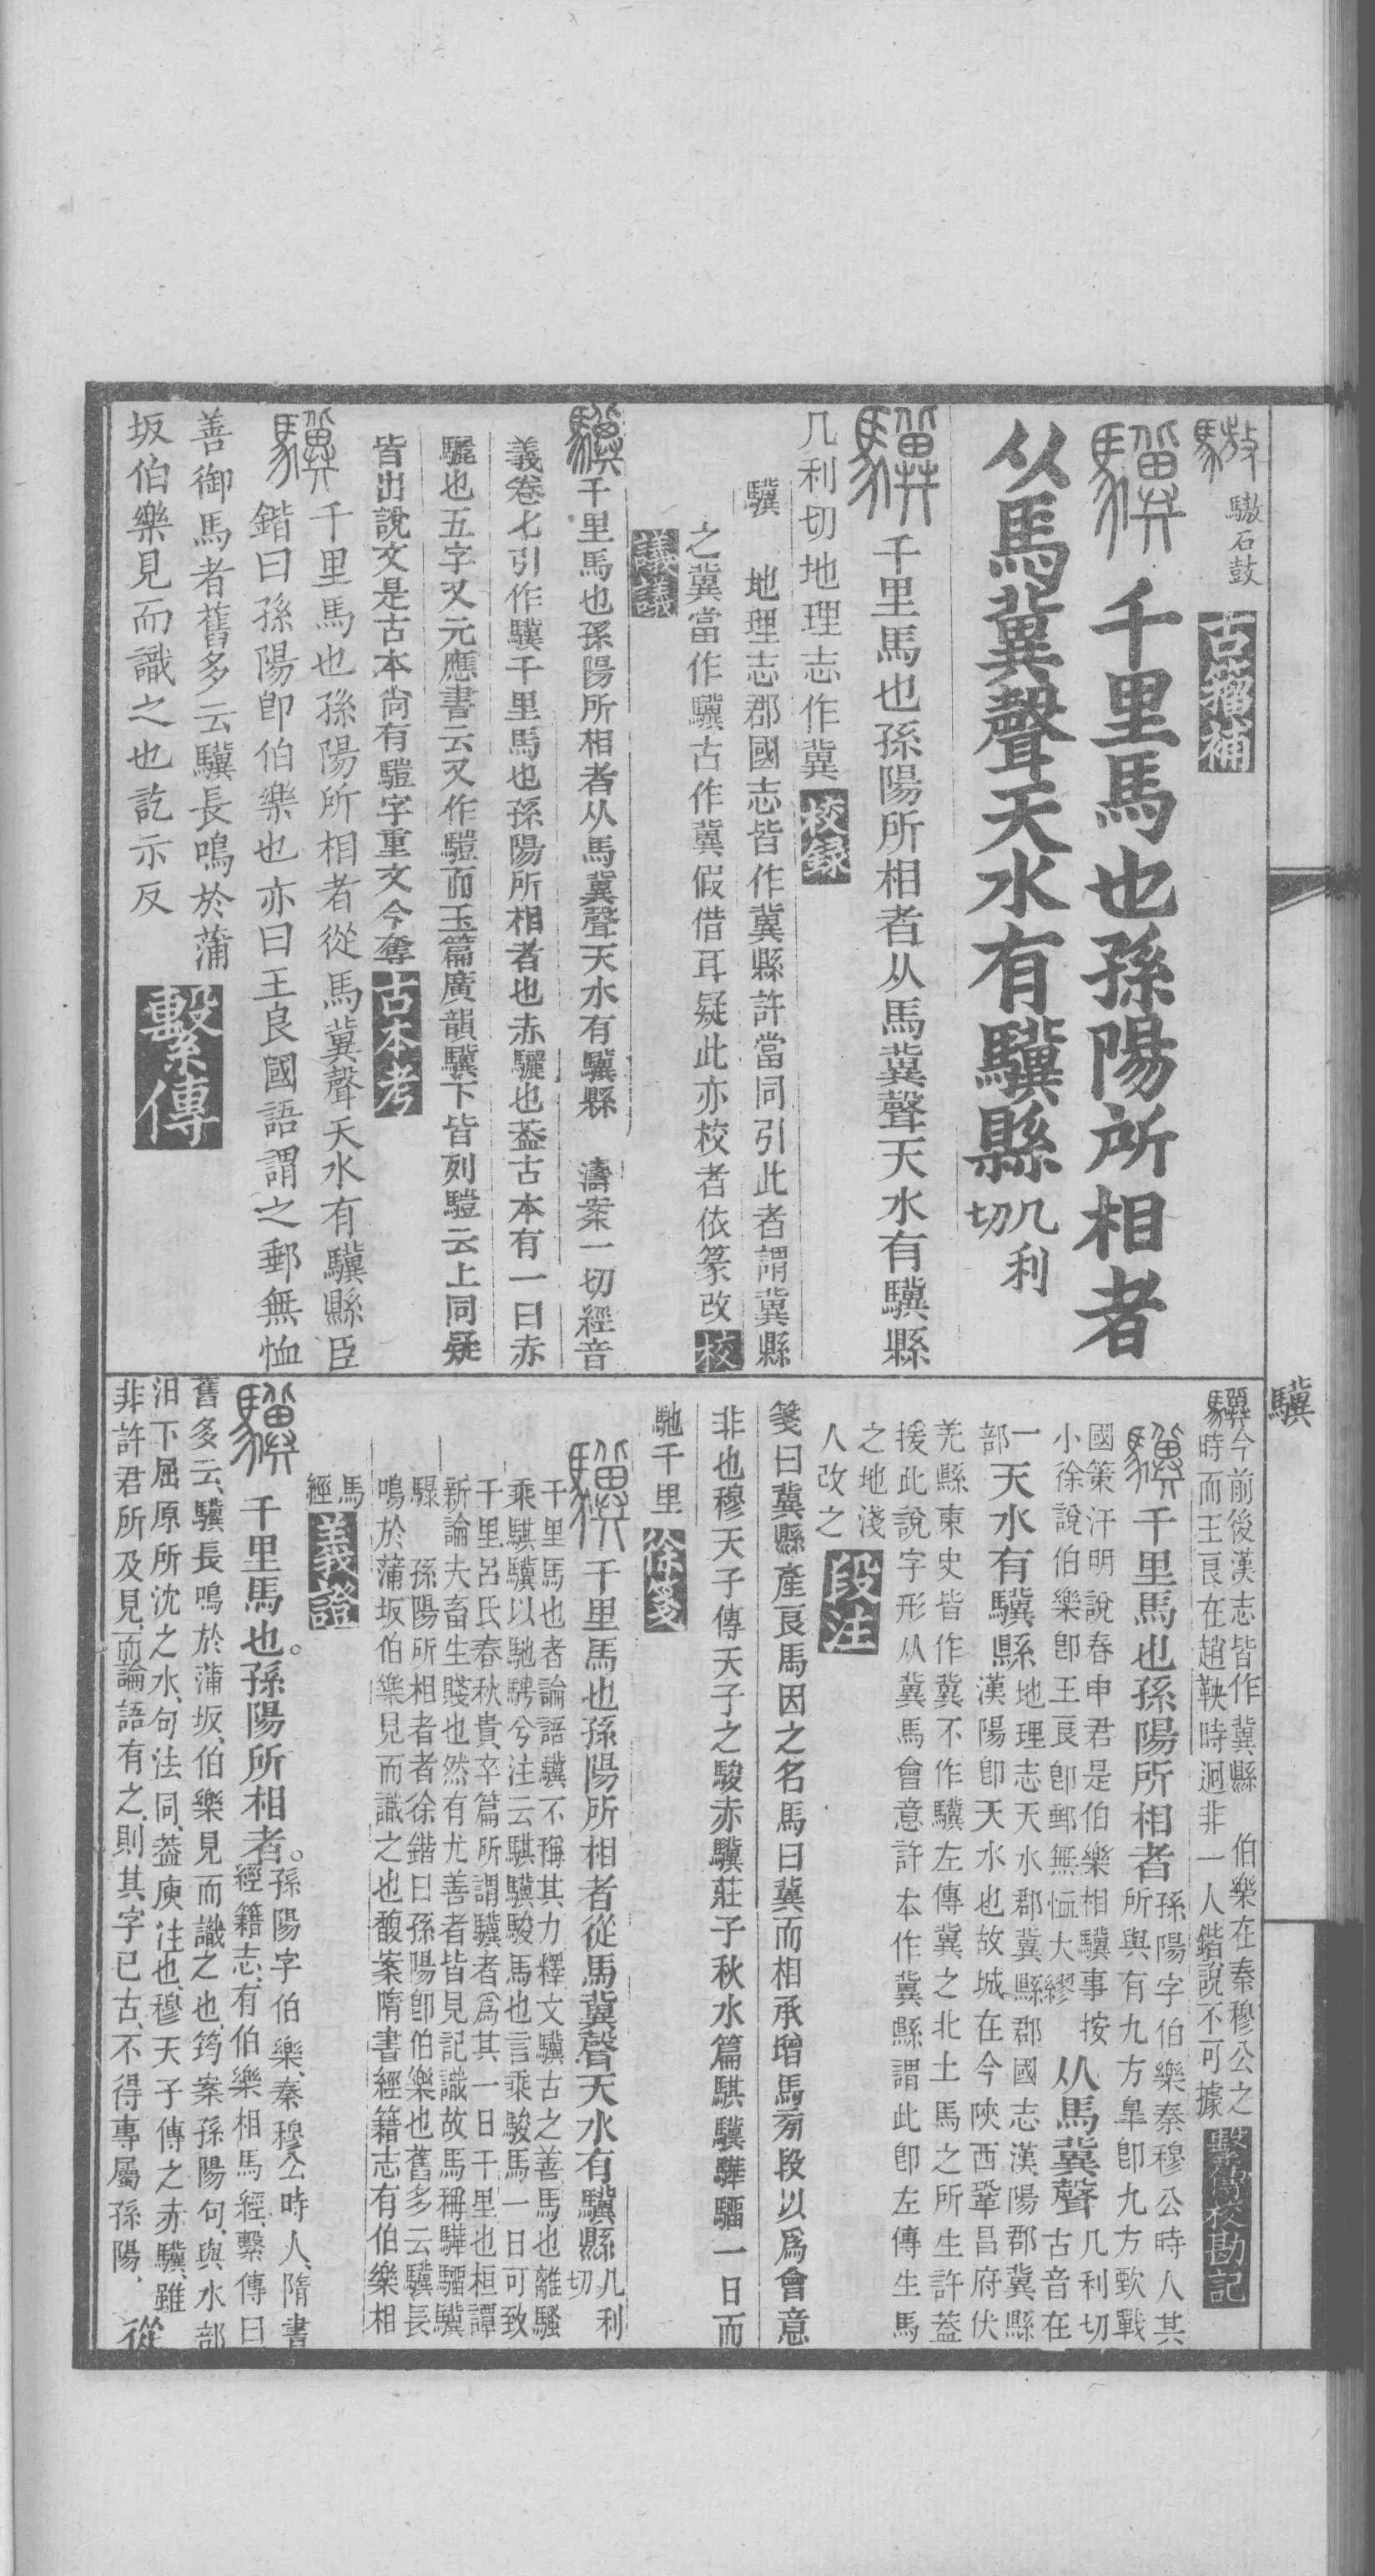 驐石鼓 古籀補
驥 千里馬也孫陽所相者
从馬冀聲天水有驥縣 几利切
驥 千里馬也孫陽所相者从馬冀聲天水有驥縣
几利切地理志作冀 校録
驥 地理志郡國志皆作冀縣許當同引此者謂冀縣
之冀當作驥古作冀假借耳疑此亦校者依篆改 校
議議
驥千里馬也孫陽所相者从馬冀聲天水有驥縣 濤案一切經音
義卷七引作驥千里馬也孫陽所相者也赤驪也葢古本有一曰赤
驪也五字又元應書云又作𩦲而玉篇廣韻驥下皆列𩦲云上同疑
皆出說文是古本尚有𩦲字重文今奪 古本考
驥千里馬也孫陽所相者從馬冀聲天水有驥縣臣
鍇曰孫陽卽伯樂也亦曰王良國語謂之郵無恤
善御馬者舊多云驥長鳴於蒲
坂伯樂見而識之也訖示反 繫傳
驥
驥今前後漢志皆作冀縣 伯樂在秦穆公之
時而王良在趙鞅時迥非一人鍇說不可據 繫傳校勘記
驥千里馬也孫陽所相者 孫陽字伯樂秦穆公時人其
所與有九方臯卽九方歅戰
國策汗明說春申君是伯樂相驥事按
小徐說伯樂卽王良卽郵無恤大繆 从馬冀聲 几利切
古音在
一
部 天水有驥縣 地理志天水郡冀縣郡國志漢陽郡冀縣
漢陽卽天水也故城在今陝西鞏昌府伏
羌縣東史皆作冀不作驥左傳冀之北土馬之所生許葢
援此說字形从冀馬會意許本作冀縣謂此卽左傳生馬
之地淺
人改之 段注
箋曰冀縣產良馬因之名馬曰冀而相承增馬㫄段以爲會意
非也穆天子傳天子之駿赤驥莊子秋水篇騏驥驊騮一日而
馳千里 徐箋
驥千里馬也孫陽所相者從馬冀聲天水有驥縣 几利
切
千里馬也者論語驥不稱其力釋文驥古之善馬也離騷
乘騏驥以馳騁兮注云騏驥駿馬也言乘駿馬一日可致
千里呂氏春秋貴卒篇所謂驥者爲其一日千里也桓譚
新論夫畜生賤也然有尤善者皆見記識故馬稱驊騮驥
騄 孫陽所相者者徐鍇曰孫陽卽伯樂也舊多云驥長
鳴於蒲坂伯樂見而識之也馥案隋書經籍志有伯樂相
馬
經 義證
驥 千里馬也。孫陽所相者。孫陽字伯樂、秦穆公時人、隋書
經籍志、有伯樂相馬經、繫傳曰、
舊多云、驥長鳴於蒲坂、伯樂見而識之也、筠案孫陽句、與水部
汨下屈原所沈之水、句法同、葢庾注也、穆天子傳之赤驥、雖
非許君所及見、而論語有之、則其字已古、不得專屬孫陽、 從